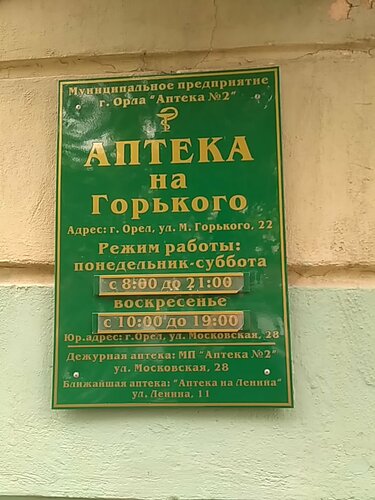 Муниципальное предприятие
г. Орла "Аптека №2"
АПТЕКА
на
Горького
Адрес: г. Орел, ул. М. Горького, 22
Режим работы:
понедельник-суббота
с 8:00 до 21:00
воскресенье
с 10:00 до 19:00
Юр.адрес: г.Орел, ул. Московская, 28
Дежурная аптека: МП "Аптека №2"
ул. Московская, 28
Ближайшая аптека: "Аптека на Ленина"
ул. Ленина, 11